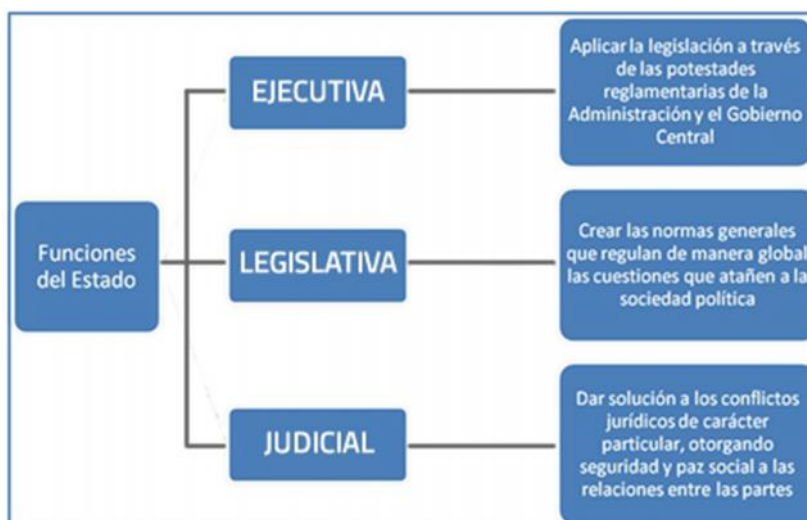 Funciones
del Estado
EJECUTIVA
Aplicar la legislación a través
de las potestades
reglamentarias de la
Administración y el Gobierno
Central
LEGISLATIVA
Crear las normas generales
que regulan de manera global
las cuestiones que atañen a la
sociedad política
JUDICIAL
Dar solución a los conflictos
jurídicos de carácter
particular, otorgando
seguridad y paz social a las
relaciones entre las partes